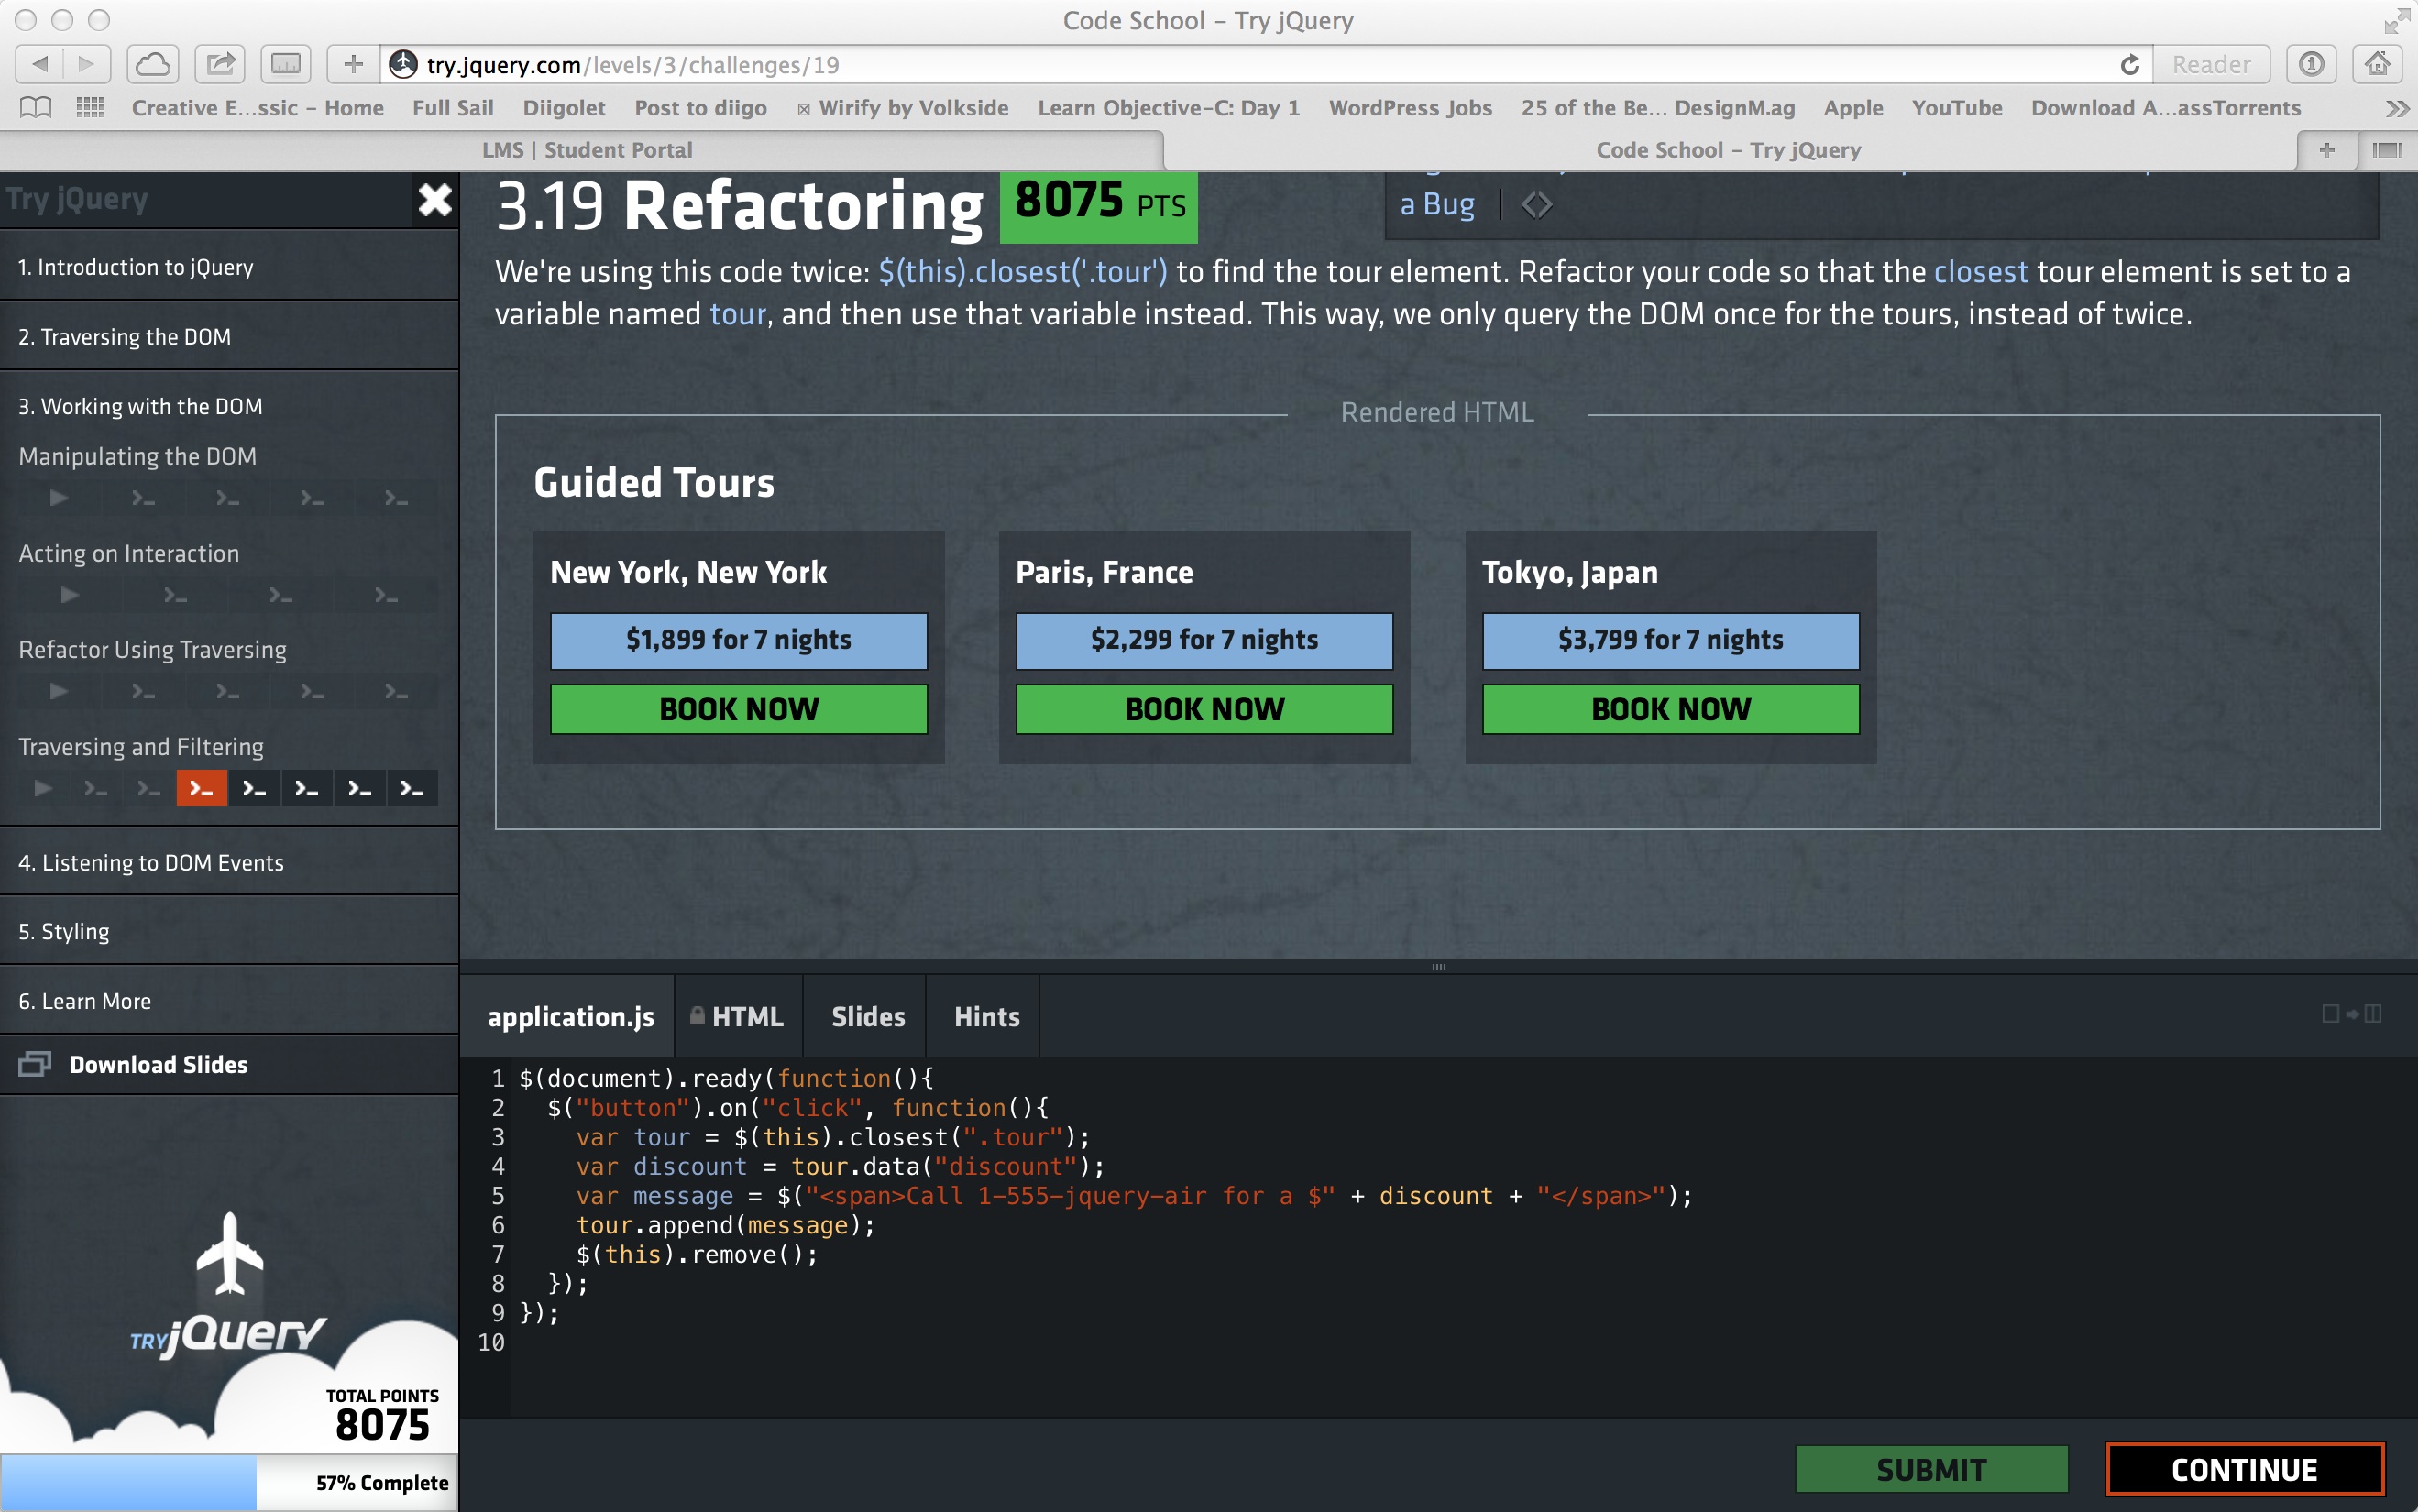 Code School – Try jQuery
try.jquery.com/levels/3/challenges/19
Reader
Creative E...ssic – Home
Full Sail
Diigolet
Post to diigo
Wirify by Volkside
Learn Objective-C: Day 1
WordPress Jobs
25 of the Be... DesignM.ag
Apple
YouTube
Download A...assTorrents
LMS | Student Portal
Code School – Try jQuery
Try jQuery
1. Introduction to jQuery
2. Traversing the DOM
3. Working with the DOM
Manipulating the DOM
Acting on Interaction
Refactor Using Traversing
Traversing and Filtering
4. Listening to DOM Events
5. Styling
6. Learn More
Download Slides
TRY jQuery
TOTAL POINTS
8075
57% Complete
3.19 Refactoring 8075 PTS
a Bug |
We're using this code twice: $(this).closest('.tour') to find the tour element. Refactor your code so that the closest tour element is set to a
variable named tour, and then use that variable instead. This way, we only query the DOM once for the tours, instead of twice.
Rendered HTML
Guided Tours
New York, New York
$1,899 for 7 nights
BOOK NOW
Paris, France
$2,299 for 7 nights
BOOK NOW
Tokyo, Japan
$3,799 for 7 nights
BOOK NOW
application.js
HTML
Slides
Hints
1 $(document).ready(function(){
2   $("button").on("click", function(){
3     var tour = $(this).closest(".tour");
4     var discount = tour.data("discount");
5     var message = $("<span>Call 1-555-jquery-air for a $" + discount + "</span>");
6     tour.append(message);
7     $(this).remove();
8   });
9 });
10
SUBMIT
CONTINUE